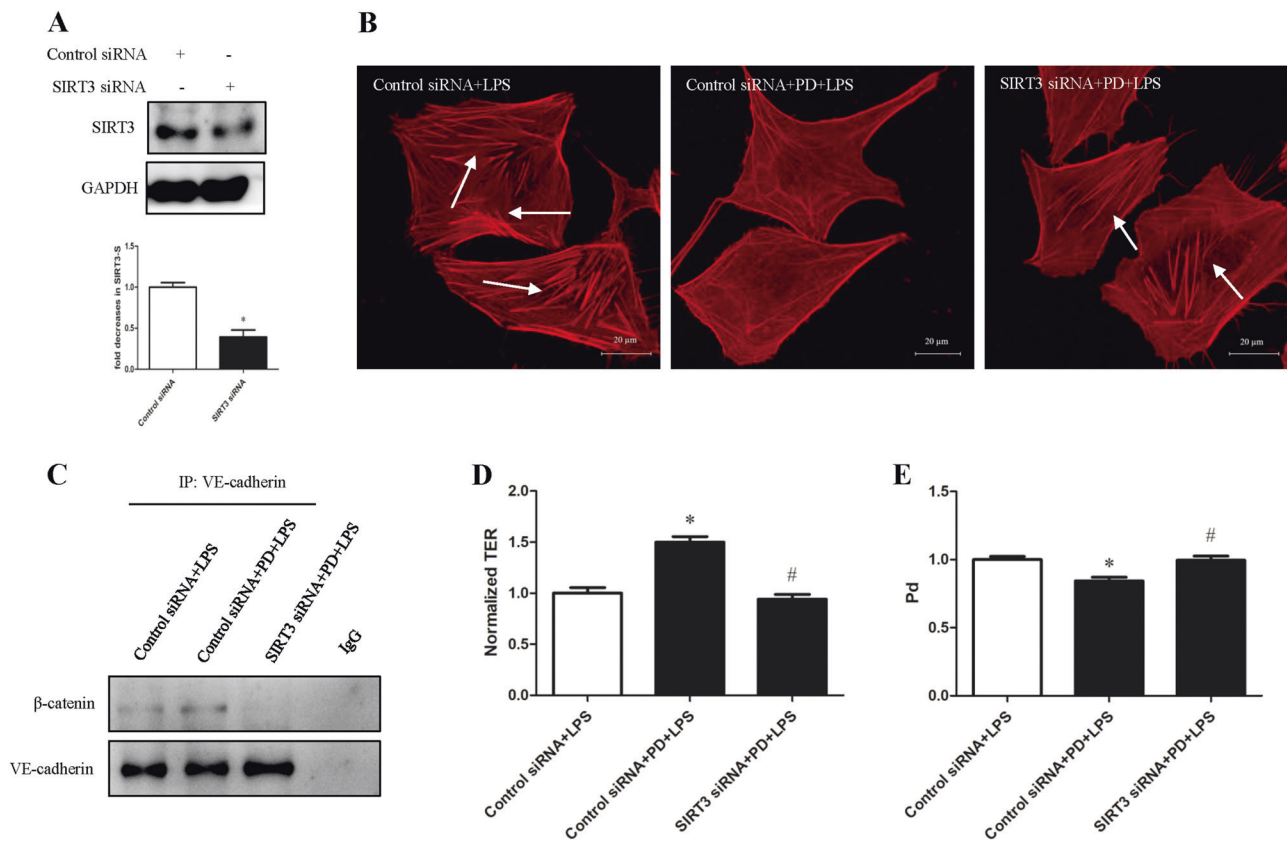 A
Control siRNA + -
SIRT3 siRNA - +
SIRT3
GAPDH
fold decreases in SIRT3-S
1.5
1.0
0.5
0.0
*
Control siRNA
SIRT3 siRNA
B
Control siRNA+LPS
Control siRNA+PD+LPS
SIRT3 siRNA+PD+LPS
20 µm
20 µm
20 µm
C
IP: VE-cadherin
Control siRNA+LPS
Control siRNA+PD+LPS
SIRT3 siRNA+PD+LPS
IgG
β-catenin
VE-cadherin
D
Normalized TER
2.0
1.5
1.0
0.5
0.0
*
#
Control siRNA+LPS
Control siRNA+PD+LPS
SIRT3 siRNA+PD+LPS
E
Pd
1.5
1.0
0.5
0.0
*
#
Control siRNA+LPS
Control siRNA+PD+LPS
SIRT3 siRNA+PD+LPS